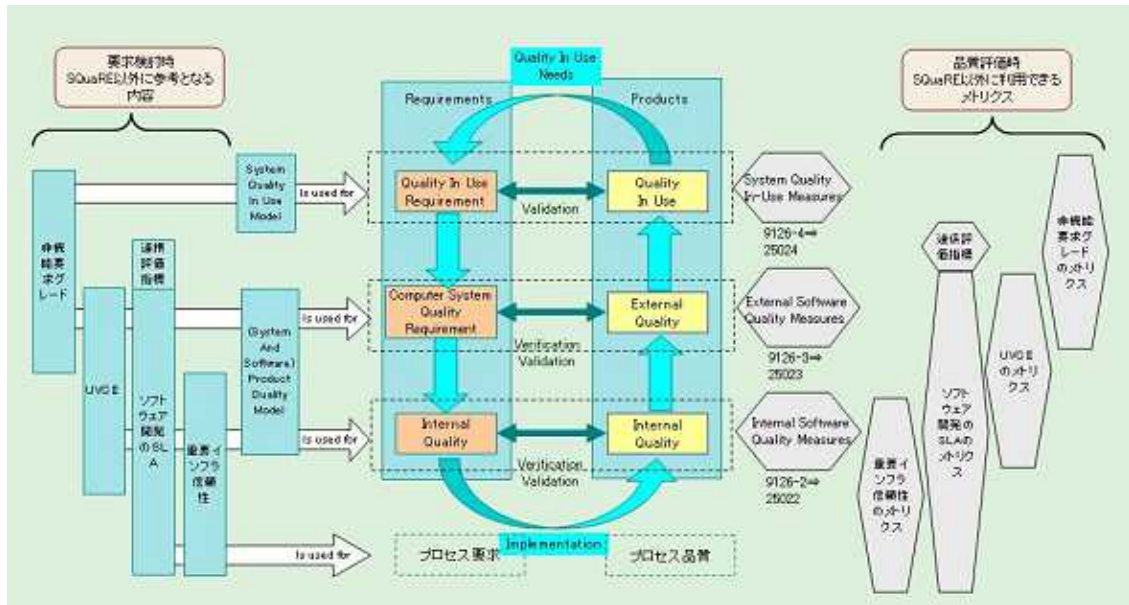 要求検討時
SQuaRE以外に参考となる
内容
Quality In Use
Needs
品質評価時
SQuaRE以外に利用できる
メトリクス
Requirements
Products
System
Quality
In Use
Model
Is used for
Quality In Use
Requirement
Validation
Quality
In Use
System Quality
In-Use Measures
9126-4⇒
25024
非機能要求グレード
連携評価指標
通信評価指標
非機能要求グレードのメトリクス
(System
And
Software)
Product
Quality
Model
Is used for
Computer System
Quality
Requirement
Verification
Validation
External
Quality
External Software
Quality Measures
9126-3⇒
25023
UVCⅡ
ソフトウェア開発のSLA
重要インフラ信頼性
Is used for
Internal
Quality
Verification
Validation
Internal
Quality
Internal Software
Quality Measures
9126-2⇒
25022
重要インフラ信頼性のメトリクス
ソフトウェア開発のSLAのメトリクス
UVCⅡのメトリクス
Is used for
プロセス要求
Implementation
プロセス品質